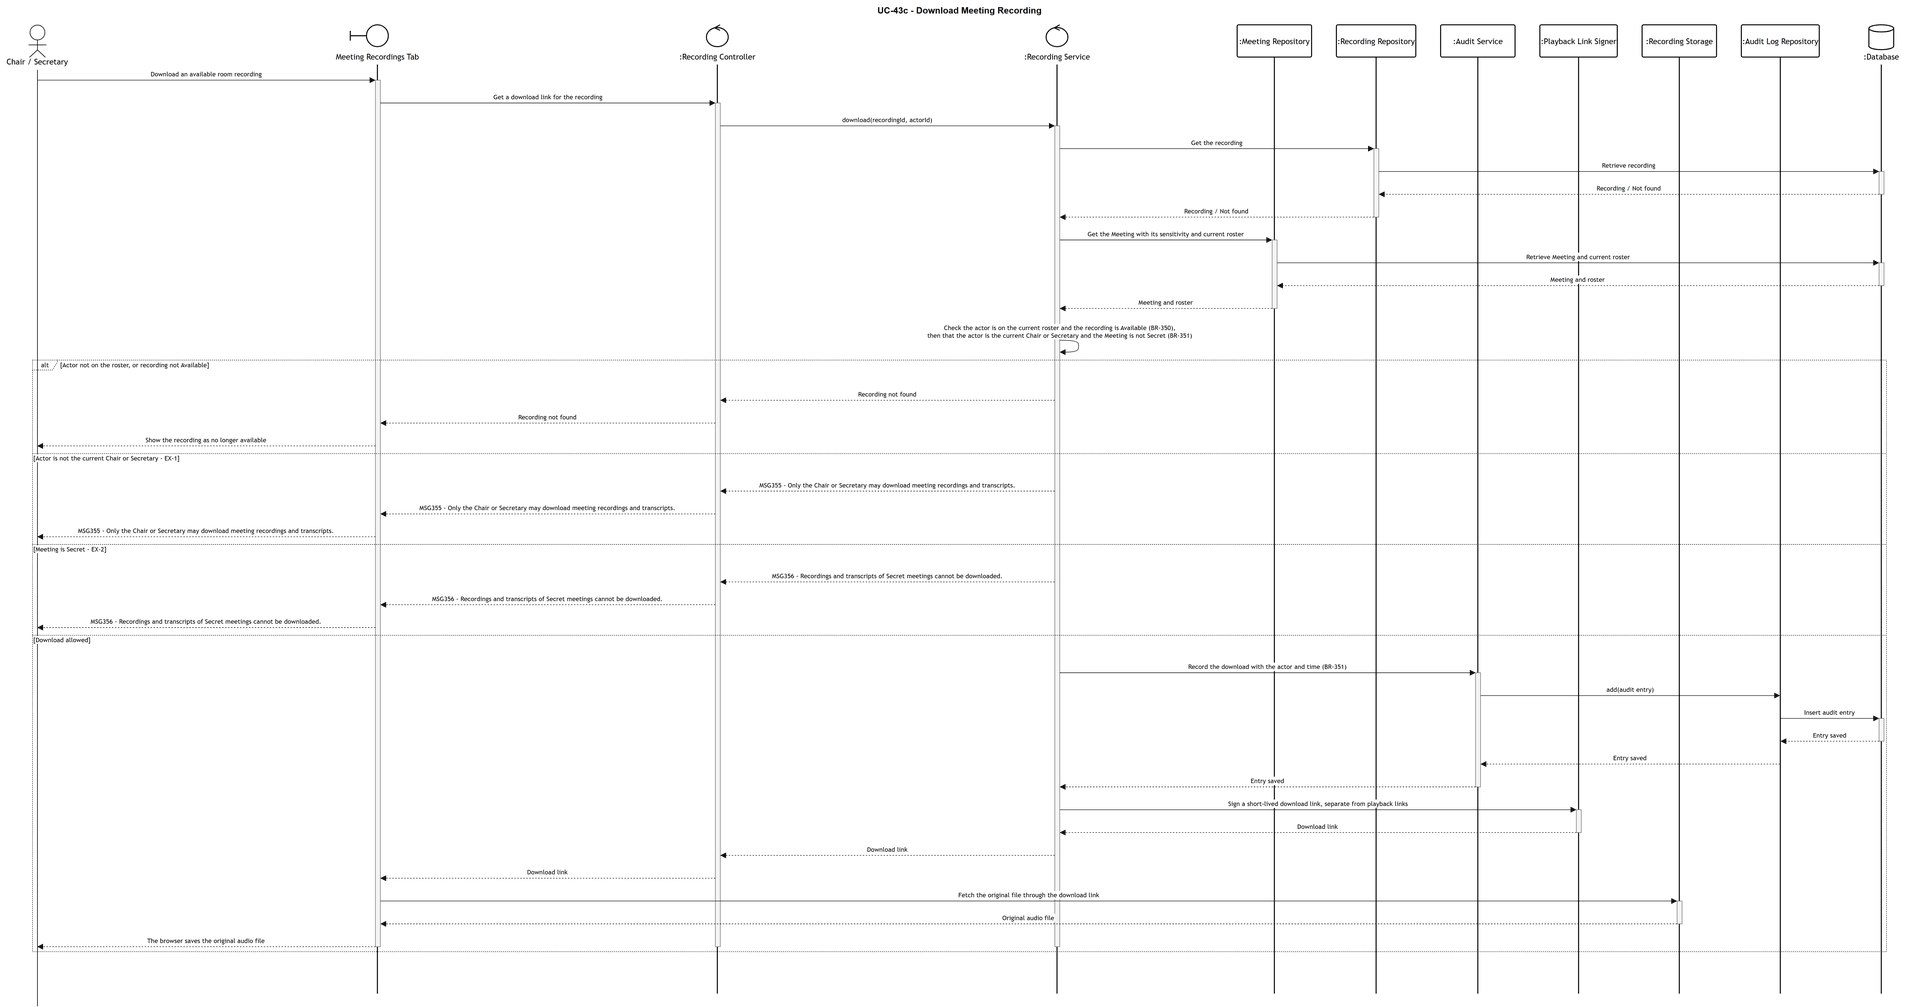 UC-43c - Download Meeting Recording
Chair / Secretary
Meeting Recordings Tab
:Recording Controller
:Recording Service
:Meeting Repository
:Recording Repository
:Audit Service
:Playback Link Signer
:Recording Storage
:Audit Log Repository
:Database
Download an available room recording
Get a download link for the recording
download(recordingId, actorId)
Get the recording
Retrieve recording
Recording / Not found
Recording / Not found
Get the Meeting with its sensitivity and current roster
Retrieve Meeting and current roster
Meeting and roster
Meeting and roster
Check the actor is on the current roster and the recording is Available (BR-350),
then that the actor is the current Chair or Secretary and the Meeting is not Secret (BR-351)
alt [Actor not on the roster, or recording not Available]
Recording not found
Recording not found
Show the recording as no longer available
[Actor is not the current Chair or Secretary - EX-1]
MSG355 - Only the Chair or Secretary may download meeting recordings and transcripts.
MSG355 - Only the Chair or Secretary may download meeting recordings and transcripts.
MSG355 - Only the Chair or Secretary may download meeting recordings and transcripts.
[Meeting is Secret - EX-2]
MSG356 - Recordings and transcripts of Secret meetings cannot be downloaded.
MSG356 - Recordings and transcripts of Secret meetings cannot be downloaded.
MSG356 - Recordings and transcripts of Secret meetings cannot be downloaded.
[Download allowed]
Record the download with the actor and time (BR-351)
add(audit entry)
Insert audit entry
Entry saved
Entry saved
Entry saved
Sign a short-lived download link, separate from playback links
Download link
Download link
Download link
Fetch the original file through the download link
Original audio file
The browser saves the original audio file